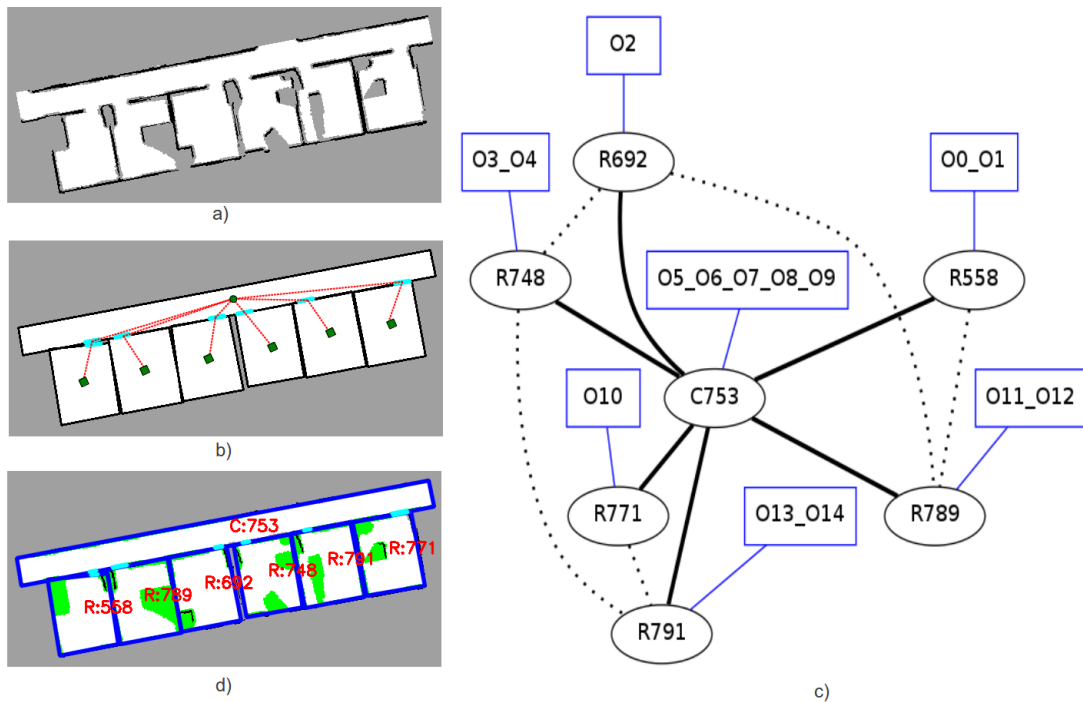 a)
b)
C:753
R:558
R:789
R:692
R:748
R:791
R:771
d)
O2
O3_O4
R692
O0_O1
R748
O5_O6_O7_O8_O9
R558
C753
O10
O11_O12
R771
O13_O14
R789
R791
c)